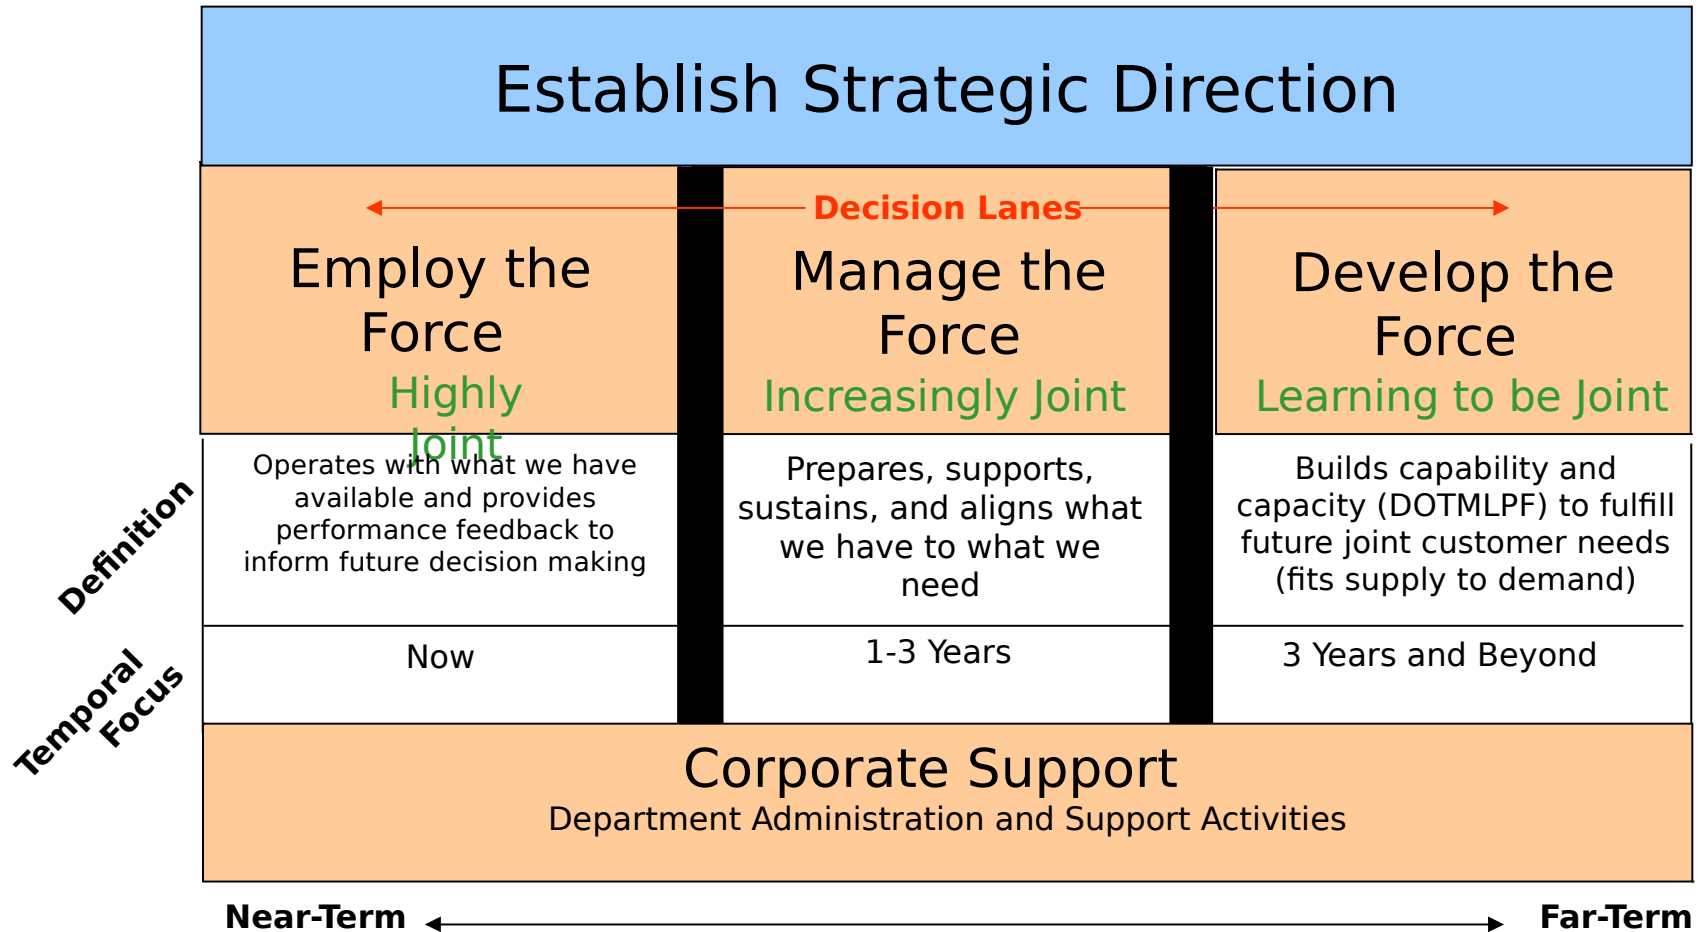 Establish Strategic Direction
Decision Lanes
Employ the
Force
Highly
Joint
Manage the
Force
Increasingly Joint
Develop the
Force
Learning to be Joint
Definition
Operates with what we have
available and provides
performance feedback to
inform future decision making
Prepares, supports,
sustains, and aligns what
we have to what we
need
Builds capability and
capacity (DOTMLPF) to fulfill
future joint customer needs
(fits supply to demand)
Temporal
Focus
Now
1-3 Years
3 Years and Beyond
Corporate Support
Department Administration and Support Activities
Near-Term
Far-Term